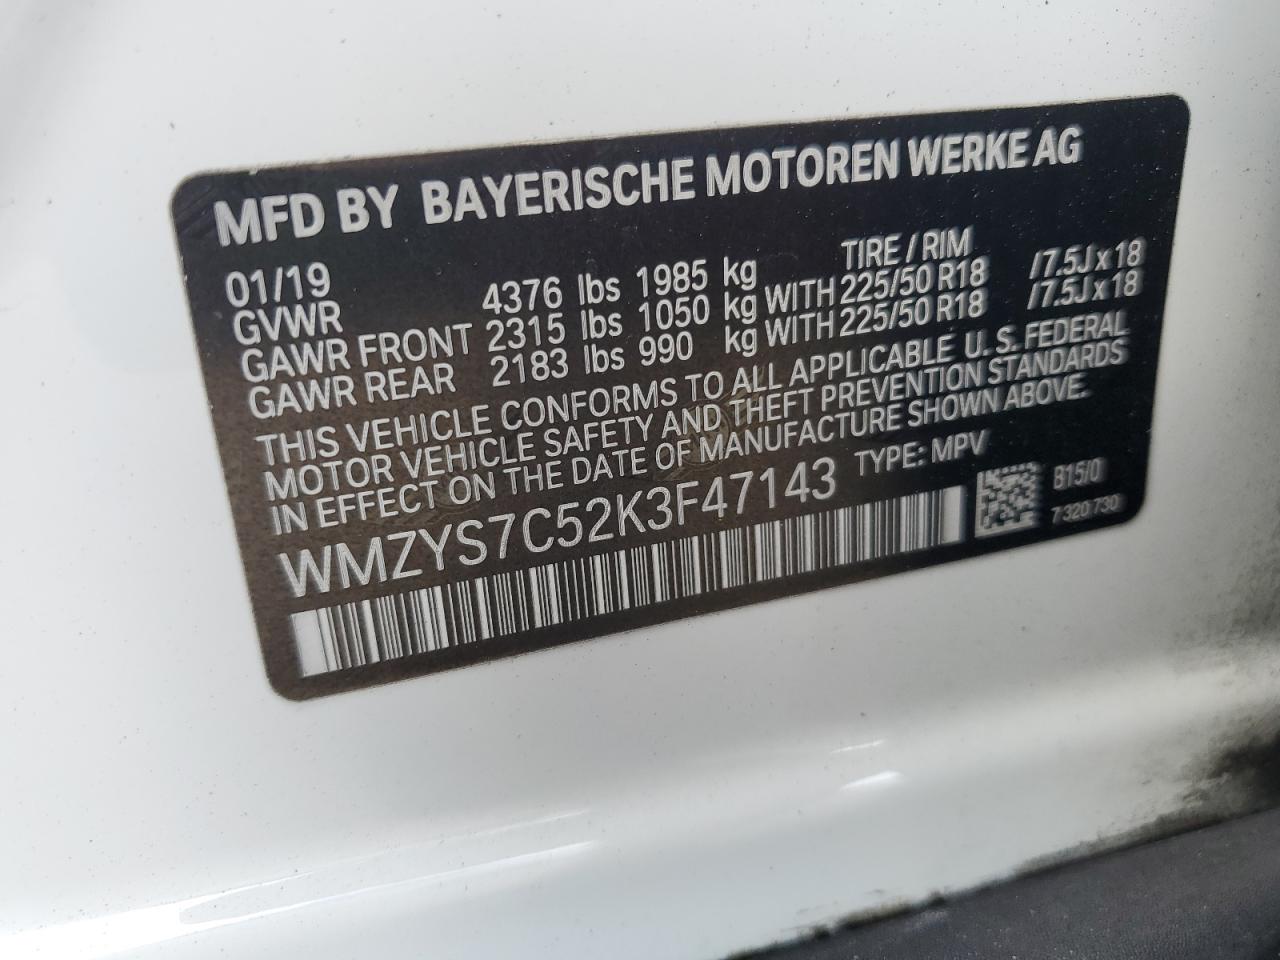 MFD BY BAYERISCHE MOTOREN WERKE AG
01/19 TIRE / RIM
GVWR 4376 lbs 1985 kg
GAWR FRONT 2315 lbs 1050 kg WITH 225/50 R18 /7.5J x 18
GAWR REAR 2183 lbs 990 kg WITH 225/50 R18 /7.5J x 18
THIS VEHICLE CONFORMS TO ALL APPLICABLE U. S. FEDERAL
MOTOR VEHICLE SAFETY AND THEFT PREVENTION STANDARDS
IN EFFECT ON THE DATE OF MANUFACTURE SHOWN ABOVE.
WMZYS7C52K3F47143 TYPE: MPV
B15/0
7 320 730